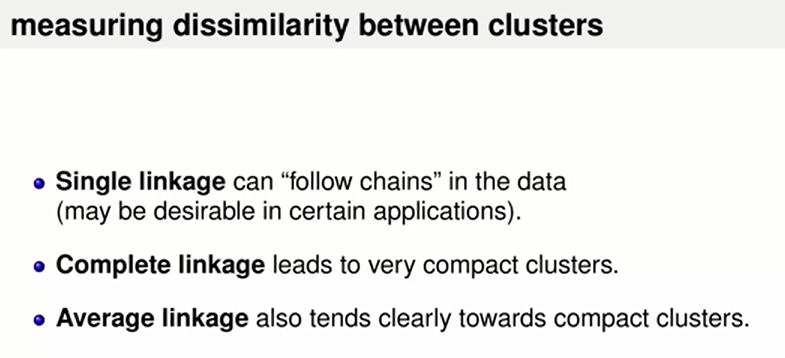 measuring dissimilarity between clusters
Single linkage can “follow chains” in the data
(may be desirable in certain applications).
Complete linkage leads to very compact clusters.
Average linkage also tends clearly towards compact clusters.